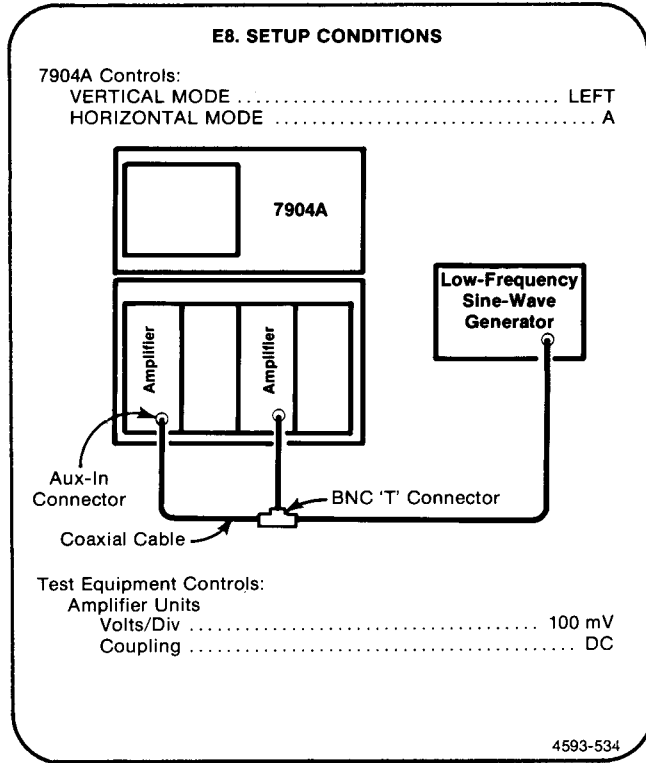 E8. SETUP CONDITIONS
7904A Controls:
VERTICAL MODE ................................ LEFT
HORIZONTAL MODE ................................ A
7904A
Low-Frequency
Sine-Wave
Generator
Amplifier
Amplifier
Aux-In
Connector
BNC 'T' Connector
Coaxial Cable
Test Equipment Controls:
Amplifier Units
Volts/Div ................................... 100 mV
Coupling ....................................... DC
4593-534